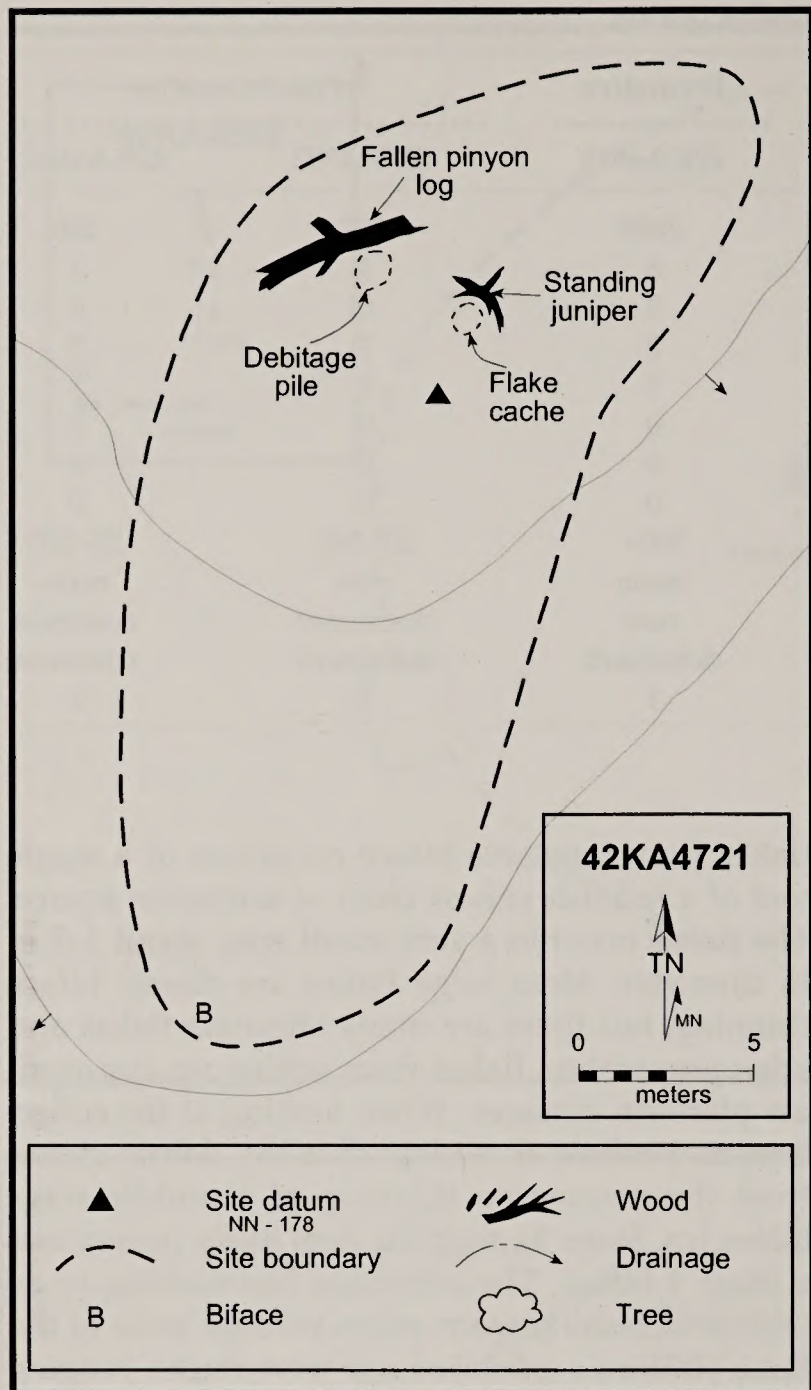 Fallen pinyon
log
Standing
juniper
Debitage
pile
Flake
cache
B
42KA4721
TN
MN
0 5
meters
Site datum
NN - 178
Site boundary
B Biface
Wood
Drainage
Tree